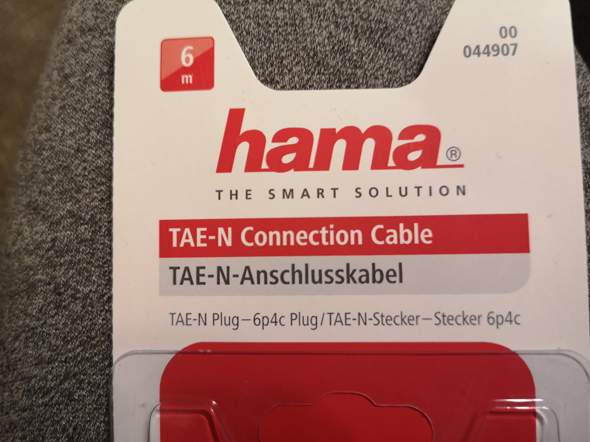 6
m
00
044907
hama®
THE SMART SOLUTION
TAE-N Connection Cable
TAE-N-Anschlusskabel
TAE-N Plug–6p4c Plug/TAE-N-Stecker–Stecker 6p4c